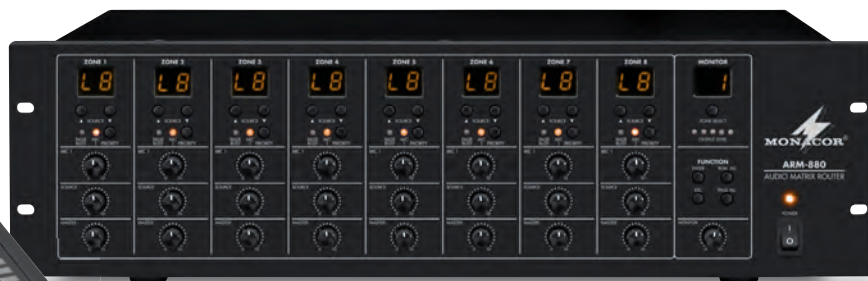 ZONE 1 ZONE 2 ZONE 3 ZONE 4 ZONE 5 ZONE 6 ZONE 7 ZONE 8 MONITOR
L8 L8 L8 L8 L8 L8 L8 L8 1
▲ SOURCE ▼ ▲ SOURCE ▼ ▲ SOURCE ▼ ▲ SOURCE ▼ ▲ SOURCE ▼ ▲ SOURCE ▼ ▲ SOURCE ▼ ▲ SOURCE ▼ ZONE SELECT
OUTPUT LEVEL
PRIORITY PRIORITY PRIORITY PRIORITY PRIORITY PRIORITY PRIORITY PRIORITY
MONACOR®
MIC 1 MIC 1 MIC 1 MIC 1 MIC 1 MIC 1 MIC 1 MIC 1 FUNCTION
ARM-880
AUDIO MATRIX ROUTER
SOURCE SOURCE SOURCE SOURCE SOURCE SOURCE SOURCE SOURCE
POWER
MASTER MASTER MASTER MASTER MASTER MASTER MASTER MASTER MONITOR
I
O